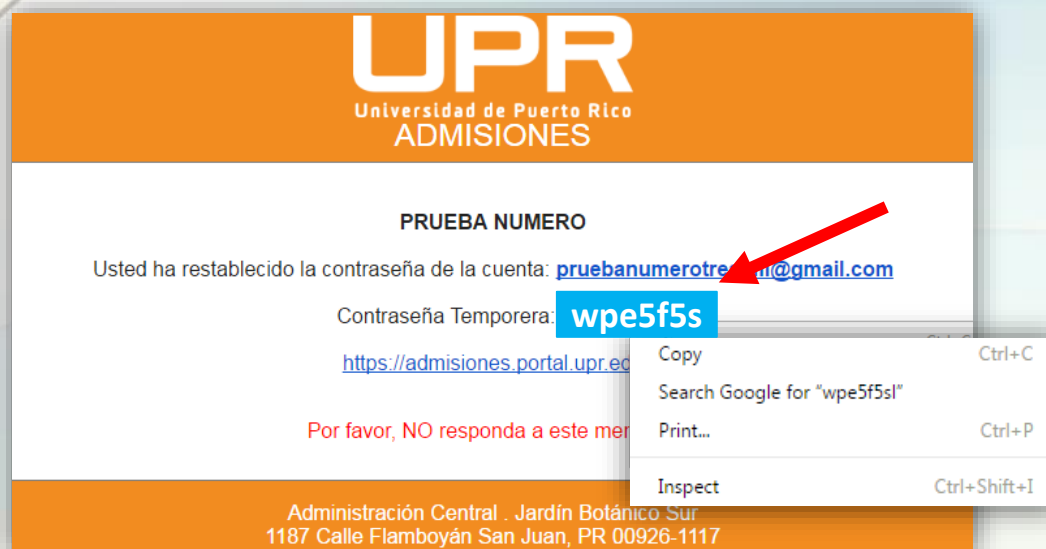 UPR
Universidad de Puerto Rico
ADMISIONES
PRUEBA NUMERO
Usted ha restablecido la contraseña de la cuenta: pruebanumerotre @gmail.com
Contraseña Temporera: wpe5f5s
https://admisiones.portal.upr.ed
Por favor, NO responda a este
Copy Ctrl+C
Search Google for “wpe5f5sl”
Print... Ctrl+P
Inspect Ctrl+Shift+I
Administración Central . Jardín Botánico Sur
1187 Calle Flamboyán San Juan, PR 00926-1117